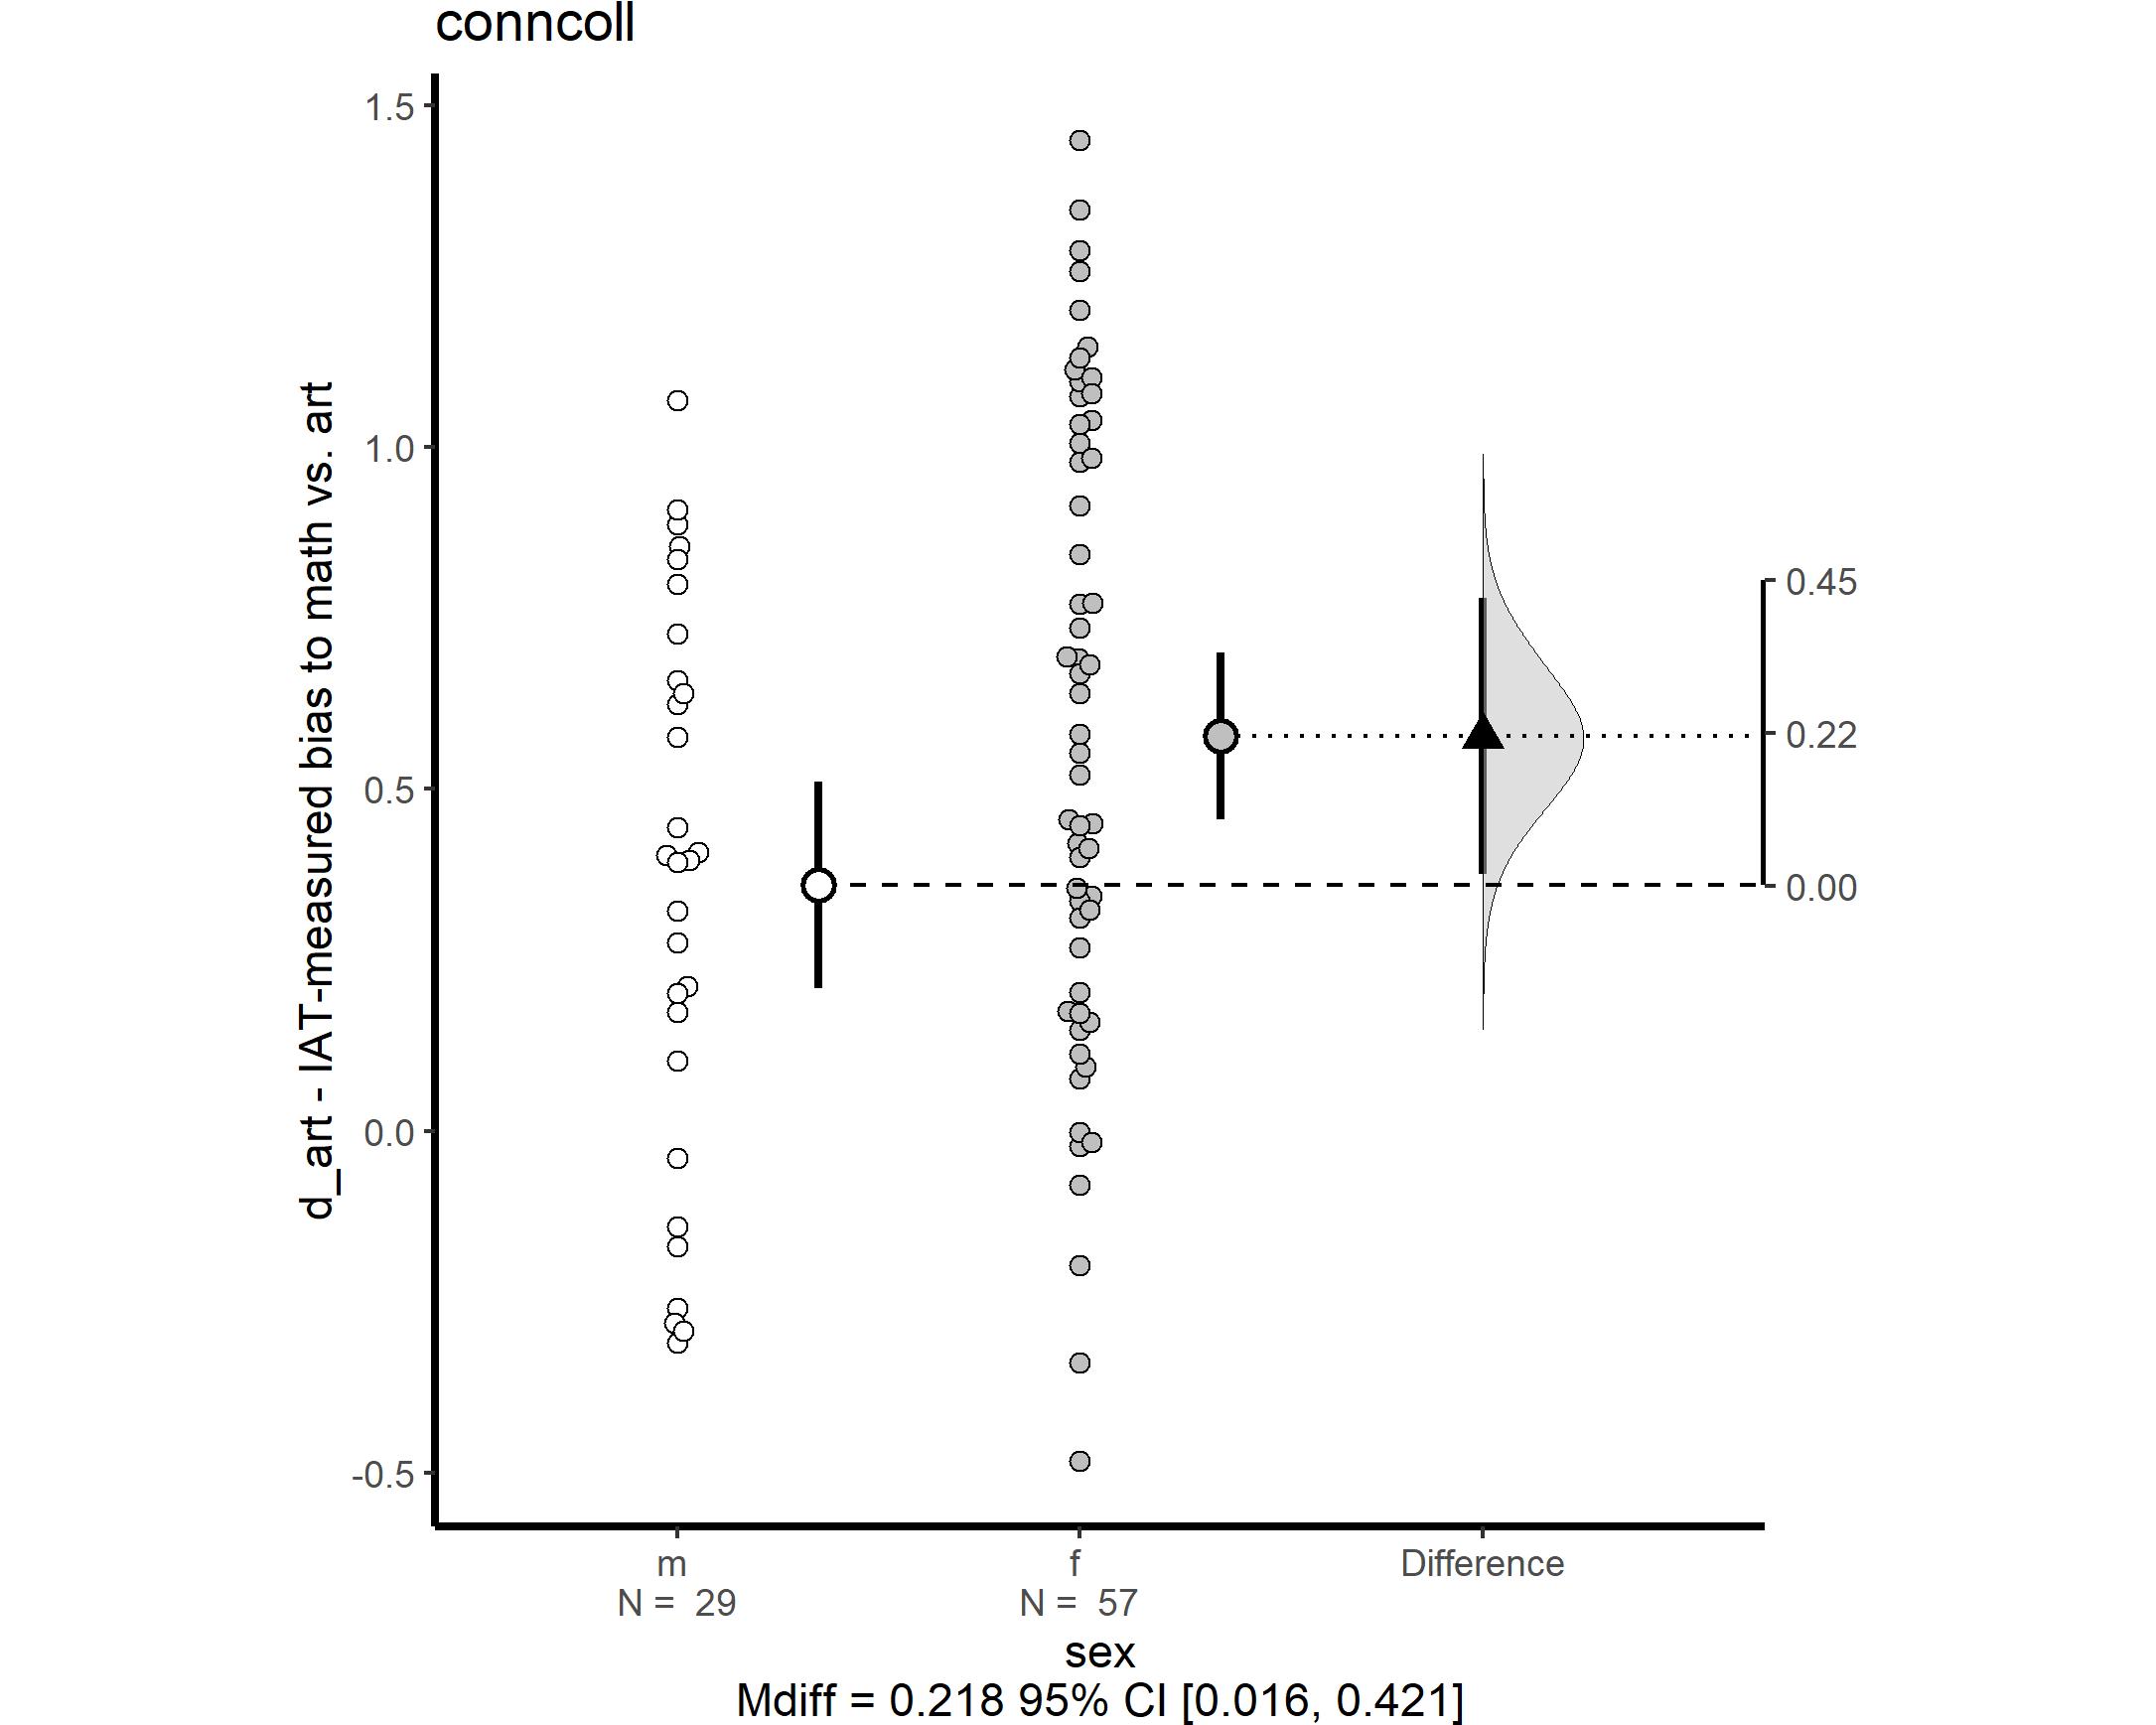 conncoll
d_art - IAT-measured bias to math vs. art
1.5
1.0
0.5
0.0
-0.5
0.45
0.22
0.00
m
N =  29
f
N =  57
Difference
sex
Mdiff = 0.218 95% CI [0.016, 0.421]